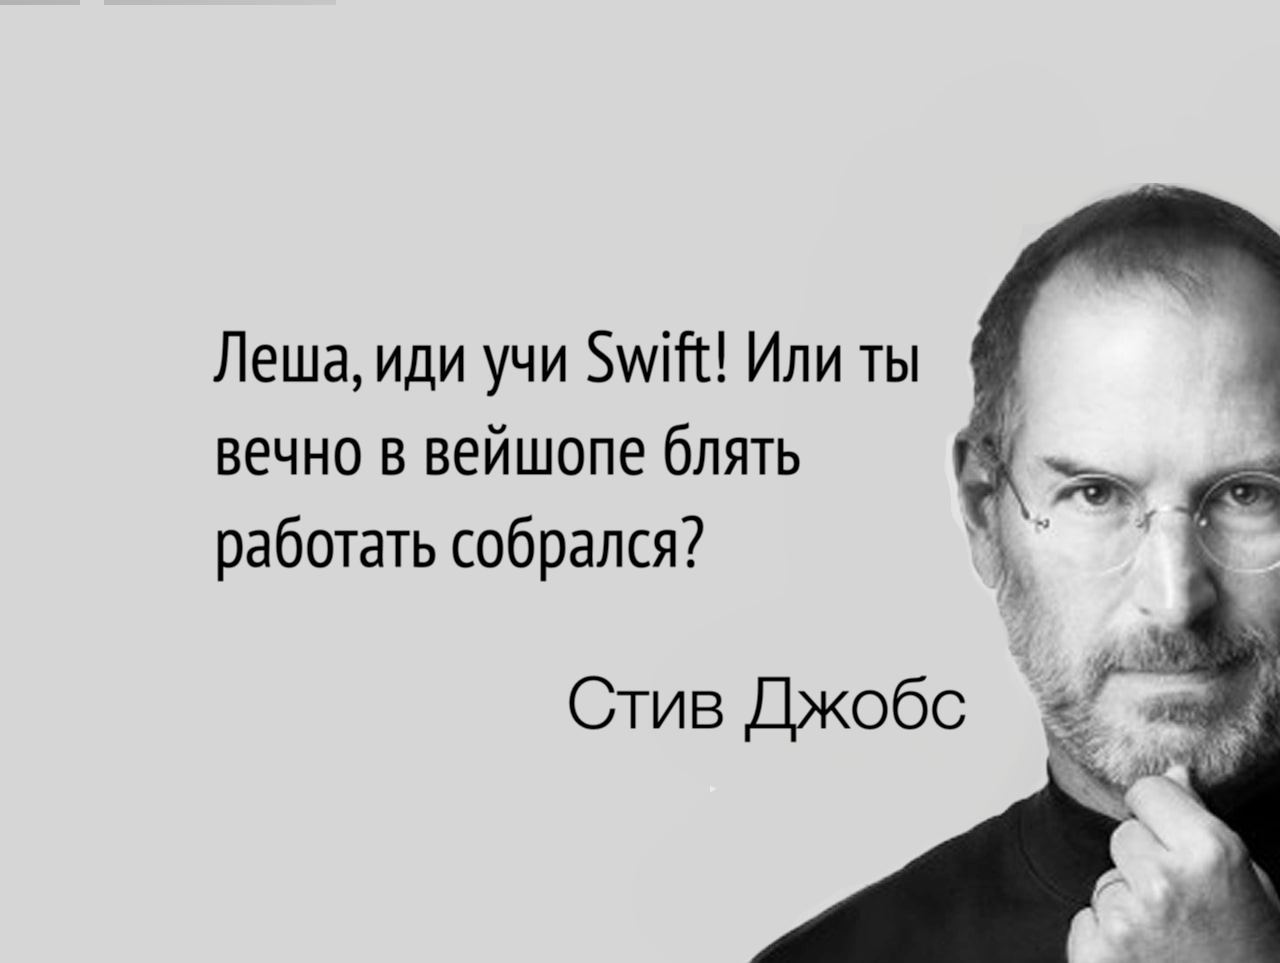 Леша, иди учи Swift! Или ты
вечно в вейшопе блять
работать собрался?
Стив Джобс